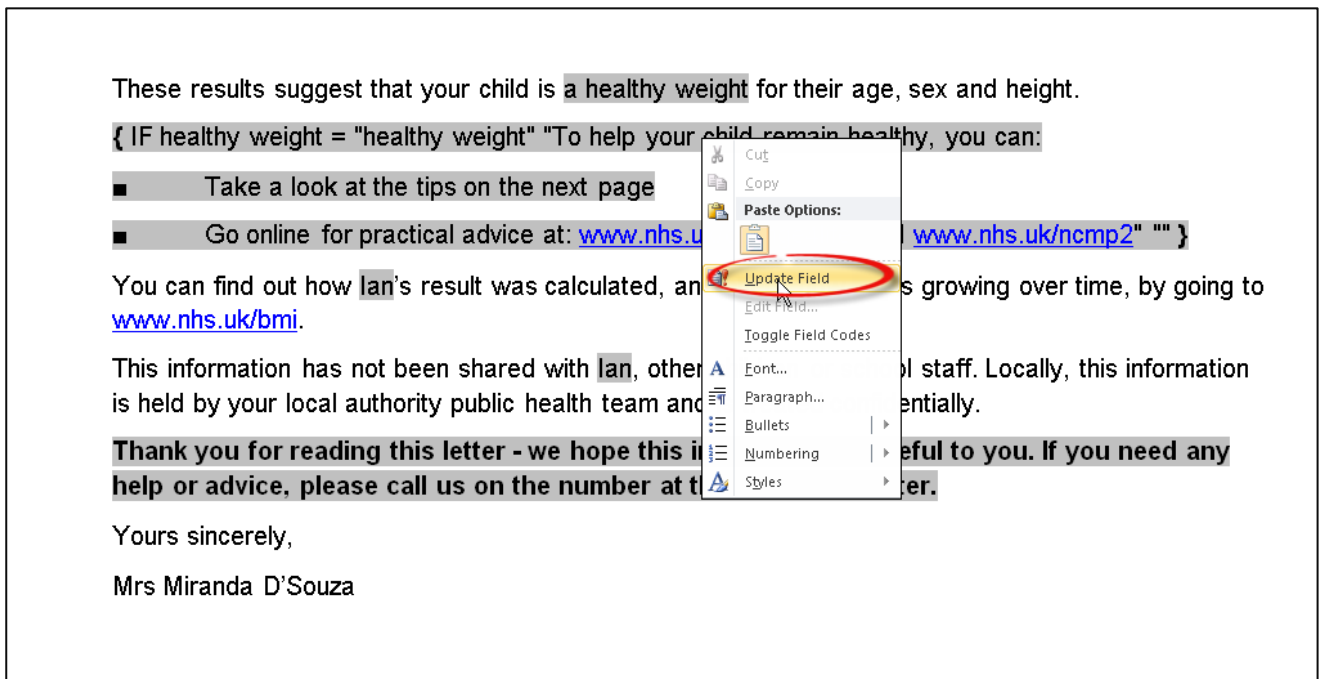 These results suggest that your child is a healthy weight for their age, sex and height.
{ IF healthy weight = "healthy weight" "To help your child remain healthy, you can:
■ Take a look at the tips on the next page
■ Go online for practical advice at: www.nhs.u www.nhs.uk/ncmp2" "" }
You can find out how Ian's result was calculated, an s growing over time, by going to
www.nhs.uk/bmi.
This information has not been shared with Ian, other ol staff. Locally, this information
is held by your local authority public health team and entially.
Thank you for reading this letter - we hope this i eful to you. If you need any
help or advice, please call us on the number at t er.
Yours sincerely,
Mrs Miranda D'Souza
Cut
Copy
Paste Options:
Update Field
Edit Field...
Toggle Field Codes
Font...
Paragraph...
Bullets
Numbering
Styles